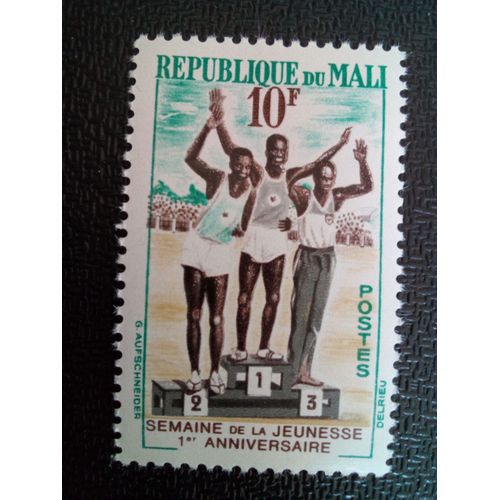 REPUBLIQUE DU MALI
10F
POSTES
G. AUFSCHNEIDER
DELRIEU
2 1 3
SEMAINE DE LA JEUNESSE
1er ANNIVERSAIRE